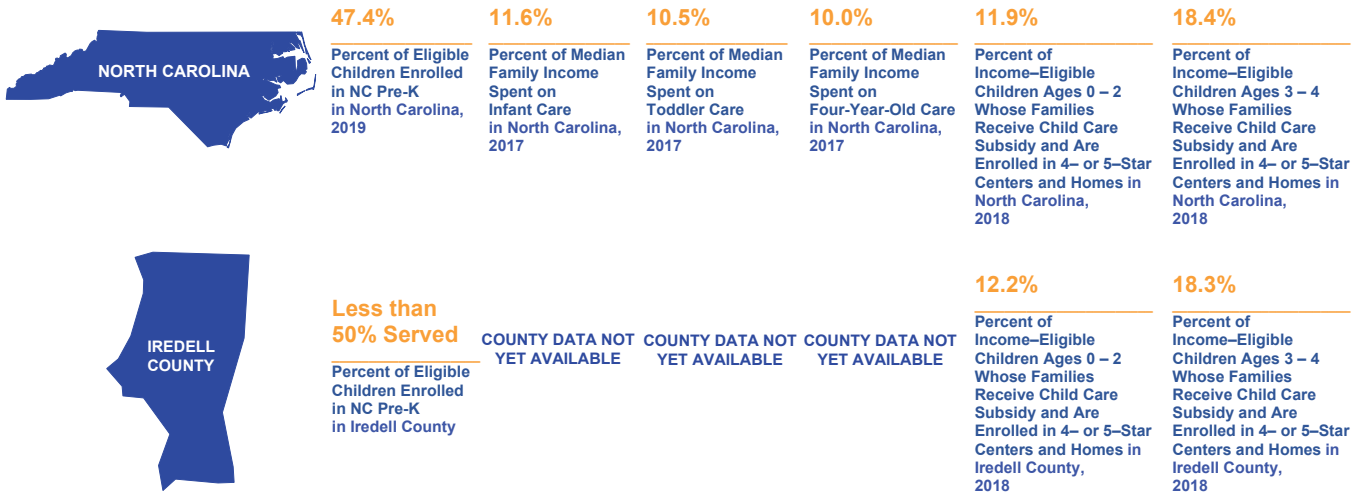 NORTH CAROLINA
47.4%
Percent of Eligible
Children Enrolled
in NC Pre-K
in North Carolina,
2019
11.6%
Percent of Median
Family Income
Spent on
Infant Care
in North Carolina,
2017
10.5%
Percent of Median
Family Income
Spent on
Toddler Care
in North Carolina,
2017
10.0%
Percent of Median
Family Income
Spent on
Four-Year-Old Care
in North Carolina,
2017
11.9%
Percent of
Income–Eligible
Children Ages 0 – 2
Whose Families
Receive Child Care
Subsidy and Are
Enrolled in 4– or 5–Star
Centers and Homes in
North Carolina,
2018
18.4%
Percent of
Income–Eligible
Children Ages 3 – 4
Whose Families
Receive Child Care
Subsidy and Are
Enrolled in 4– or 5–Star
Centers and Homes in
North Carolina,
2018
IREDELL
COUNTY
Less than
50% Served
Percent of Eligible
Children Enrolled
in NC Pre-K
in Iredell County
COUNTY DATA NOT
YET AVAILABLE
COUNTY DATA NOT
YET AVAILABLE
COUNTY DATA NOT
YET AVAILABLE
12.2%
Percent of
Income–Eligible
Children Ages 0 – 2
Whose Families
Receive Child Care
Subsidy and Are
Enrolled in 4– or 5–Star
Centers and Homes in
Iredell County,
2018
18.3%
Percent of
Income–Eligible
Children Ages 3 – 4
Whose Families
Receive Child Care
Subsidy and Are
Enrolled in 4– or 5–Star
Centers and Homes in
Iredell County,
2018